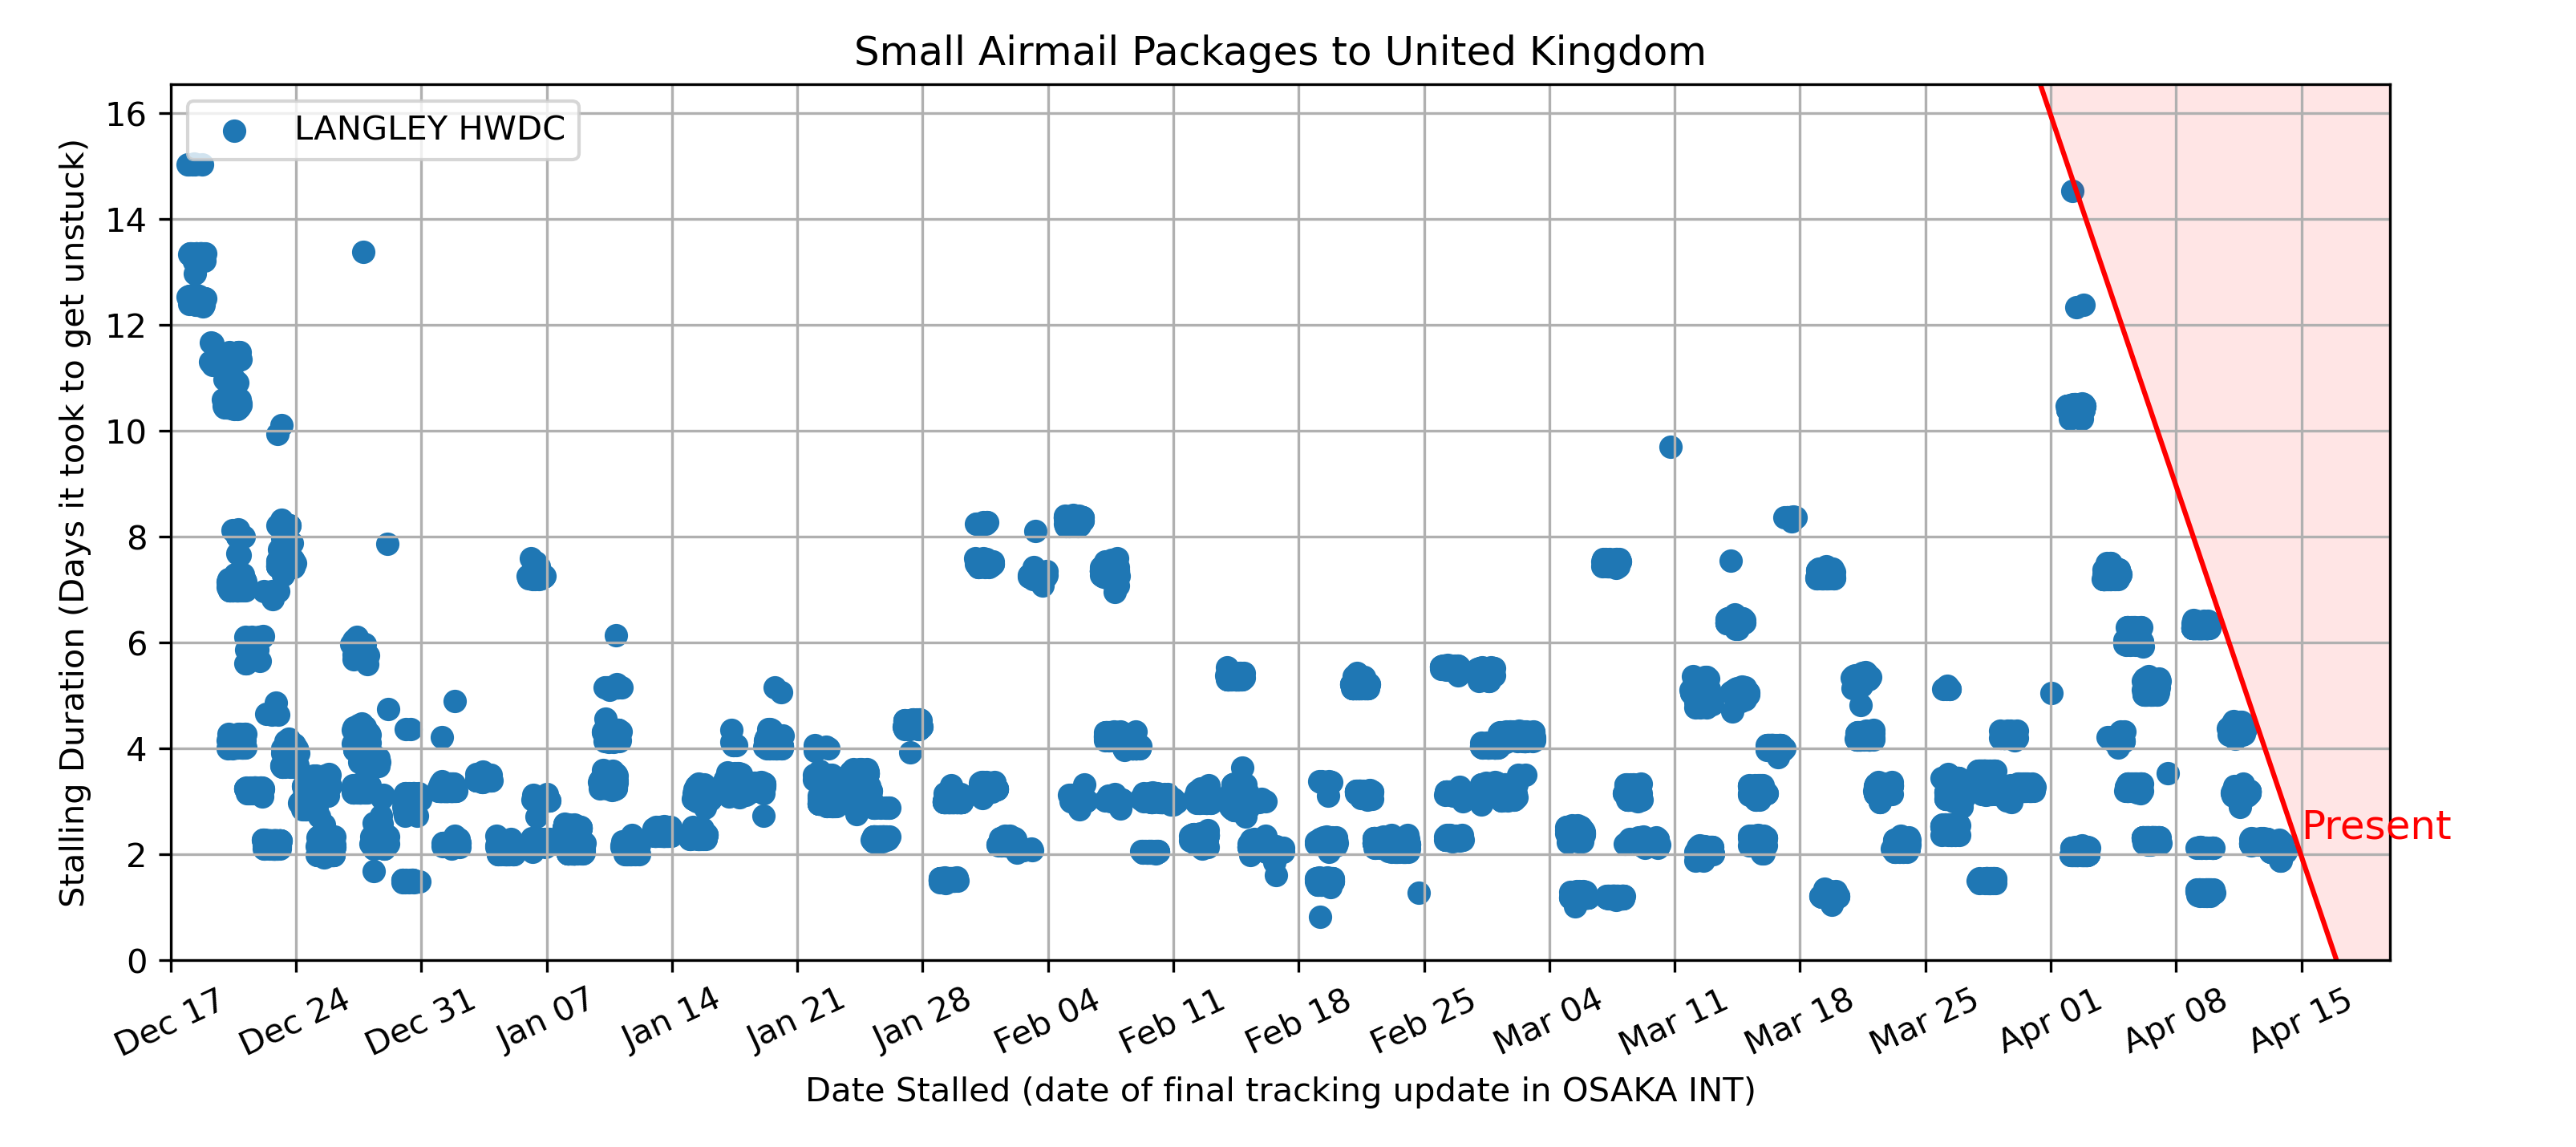 Small Airmail Packages to United Kingdom
LANGLEY HWDC
Stalling Duration (Days it took to get unstuck)
16
14
12
10
8
6
4
2
0
Present
Dec 17 Dec 24 Dec 31 Jan 07 Jan 14 Jan 21 Jan 28 Feb 04 Feb 11 Feb 18 Feb 25 Mar 04 Mar 11 Mar 18 Mar 25 Apr 01 Apr 08 Apr 15
Date Stalled (date of final tracking update in OSAKA INT)